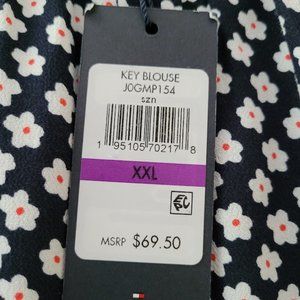 KEY BLOUSE
J0GMP154
szn
1 95105 70217 8
XXL
MSRP $69.50